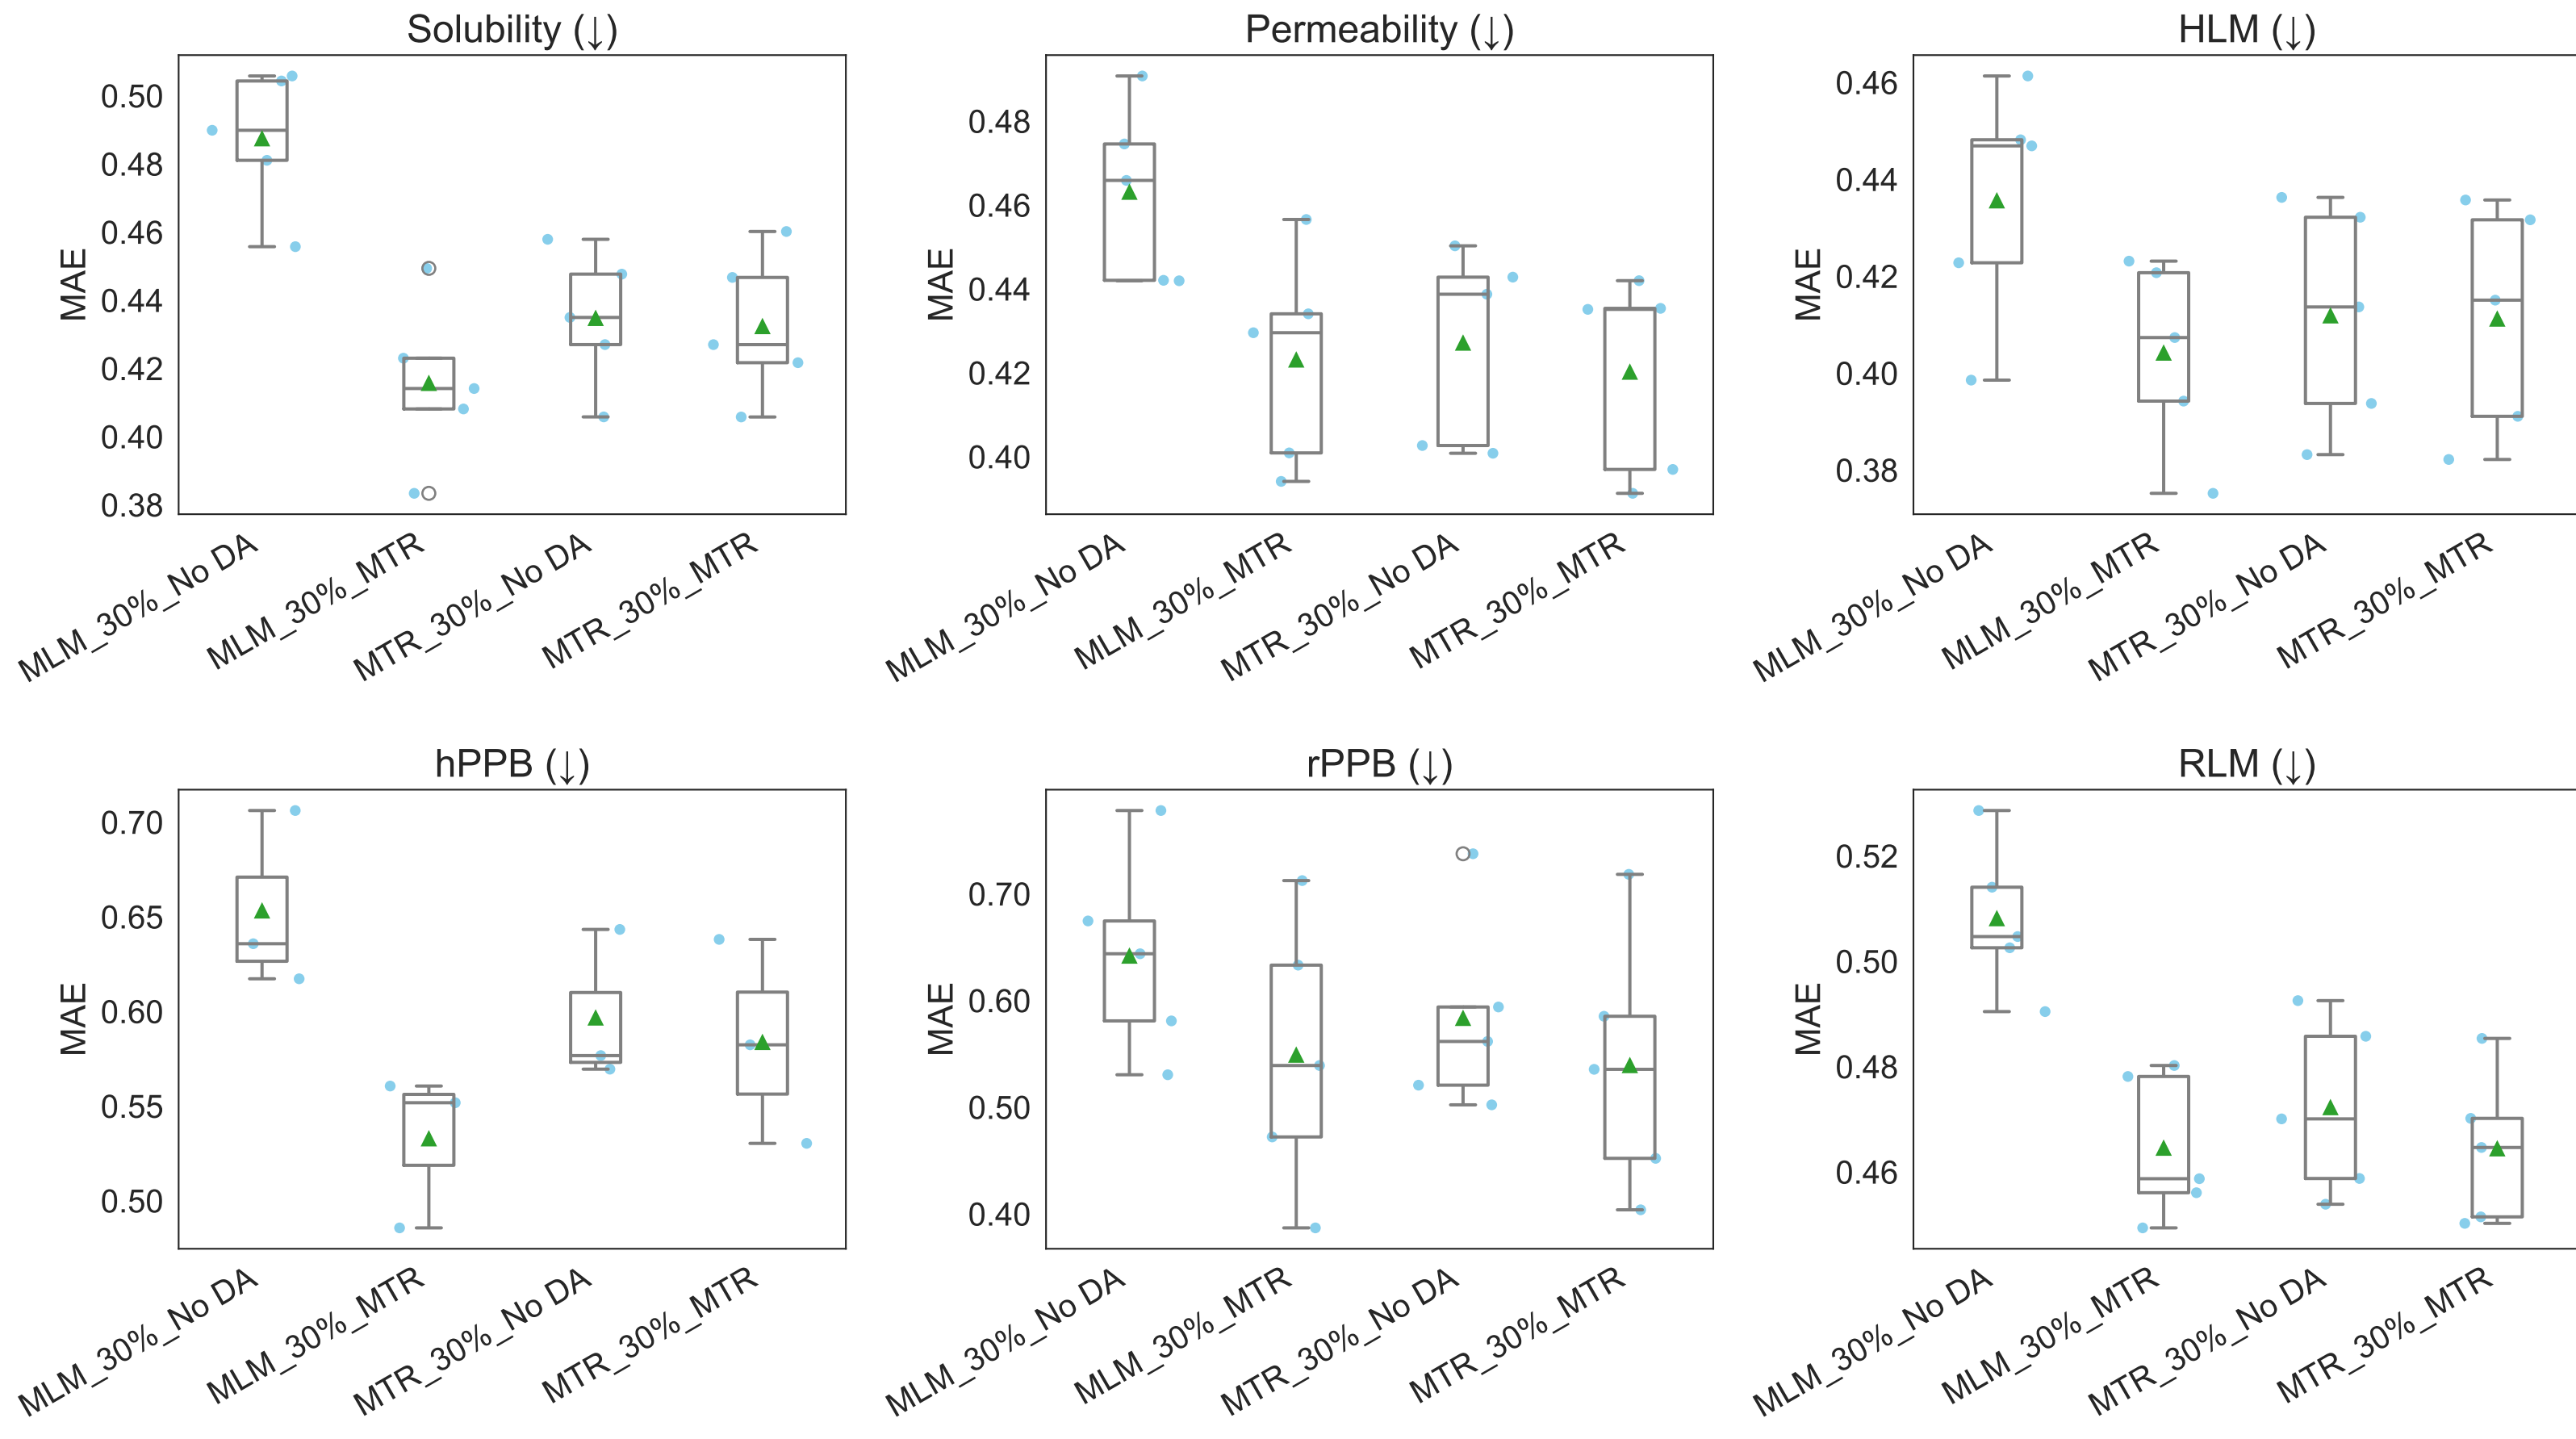 Solubility (↓)
MAE
0.50
0.48
0.46
0.44
0.42
0.40
0.38
MLM_30%_No DA
MLM_30%_MTR
MTR_30%_No DA
MTR_30%_MTR
Permeability (↓)
MAE
0.48
0.46
0.44
0.42
0.40
MLM_30%_No DA
MLM_30%_MTR
MTR_30%_No DA
MTR_30%_MTR
HLM (↓)
MAE
0.46
0.44
0.42
0.40
0.38
MLM_30%_No DA
MLM_30%_MTR
MTR_30%_No DA
MTR_30%_MTR
hPPB (↓)
MAE
0.70
0.65
0.60
0.55
0.50
MLM_30%_No DA
MLM_30%_MTR
MTR_30%_No DA
MTR_30%_MTR
rPPB (↓)
MAE
0.70
0.60
0.50
0.40
MLM_30%_No DA
MLM_30%_MTR
MTR_30%_No DA
MTR_30%_MTR
RLM (↓)
MAE
0.52
0.50
0.48
0.46
MLM_30%_No DA
MLM_30%_MTR
MTR_30%_No DA
MTR_30%_MTR